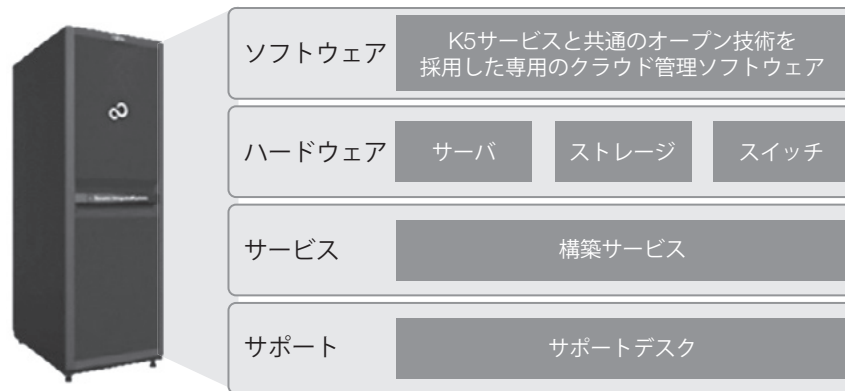 ソフトウェア
K5サービスと共通のオープン技術を
採用した専用のクラウド管理ソフトウェア
ハードウェア
サーバ
ストレージ
スイッチ
サービス
構築サービス
サポート
サポートデスク